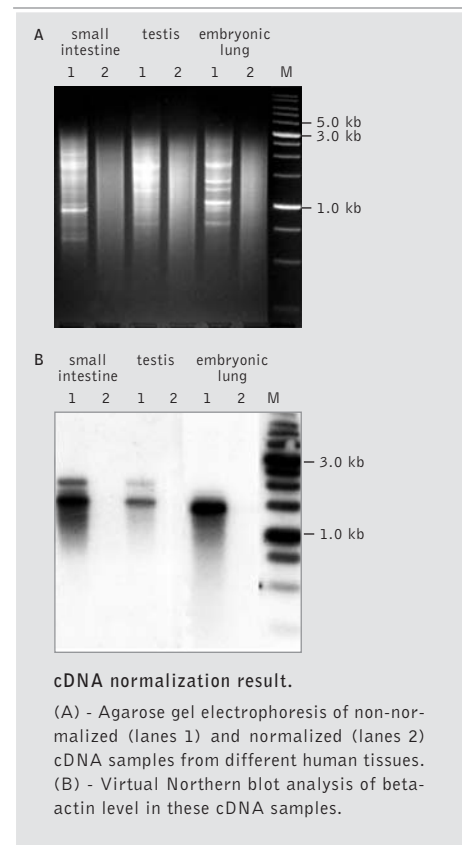 A small testis embryonic
intestine lung
1 2 1 2 1 2 M
5.0 kb
3.0 kb
1.0 kb
B small testis embryonic
intestine lung
1 2 1 2 1 2 M
3.0 kb
1.0 kb
cDNA normalization result.
(A) - Agarose gel electrophoresis of non-nor-
malized (lanes 1) and normalized (lanes 2)
cDNA samples from different human tissues.
(B) - Virtual Northern blot analysis of beta-
actin level in these cDNA samples.